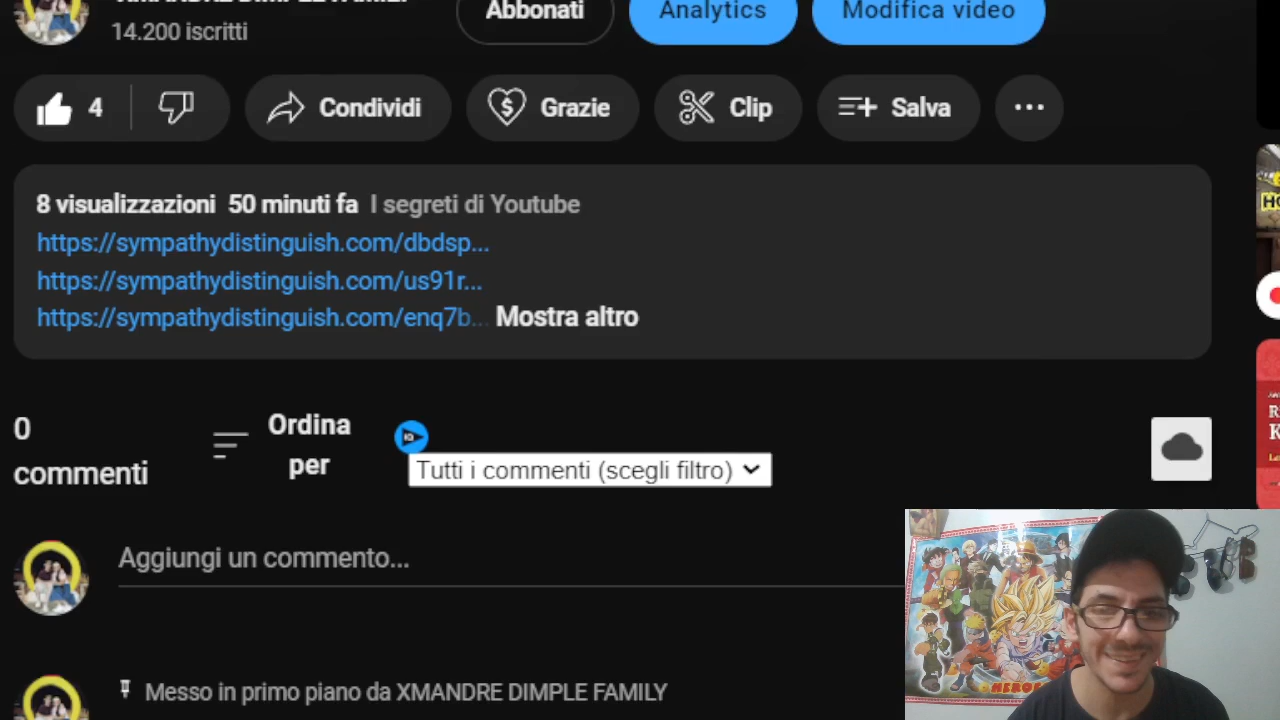 14.200 iscritti
Abbonati
Analytics
Modifica video
4
Condividi
Grazie
Clip
Salva
8 visualizzazioni 50 minuti fa I segreti di Youtube
https://sympathydistinguish.com/dbdsp...
https://sympathydistinguish.com/us91r...
https://sympathydistinguish.com/enq7b... Mostra altro
0
commenti
Ordina
per
Tutti i commenti (scegli filtro)
Aggiungi un commento...
Messo in primo piano da XMANDRE DIMPLE FAMILY